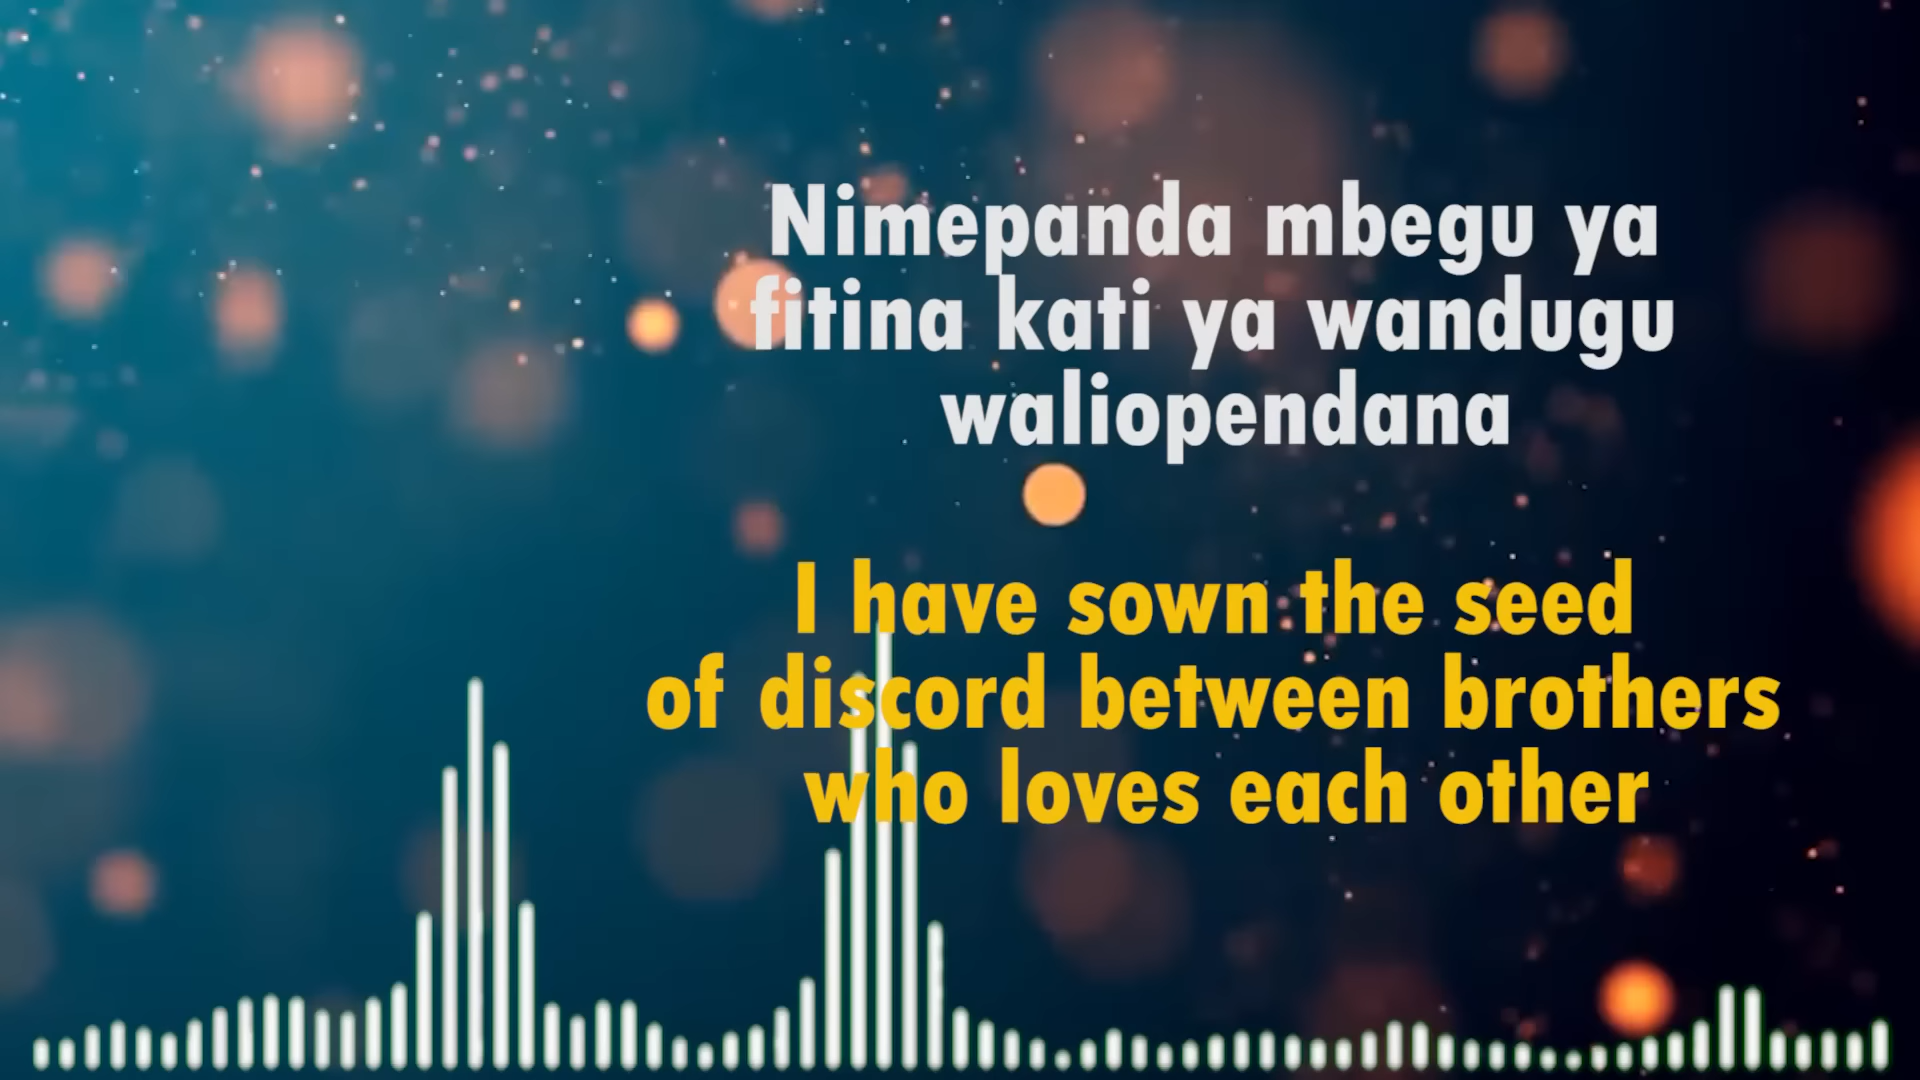 Nimepanda mbegu ya
fitina kati ya wandugu
waliopendana
I have sown the seed
of discord between brothers
who loves each other